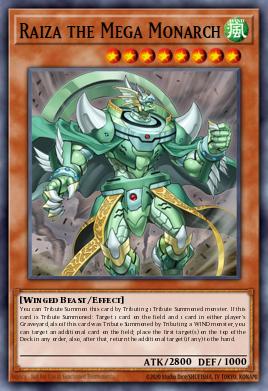 Raiza the Mega Monarch
WIND
風
[Winged Beast/Effect]
You can Tribute Summon this card by Tributing 1 Tribute Summoned monster. If this
card is Tribute Summoned: Target 1 card on the field and 1 card in either player's
Graveyard, also if this card was Tribute Summoned by Tributing a WIND monster, you
can target an additional card on the field; place the first target(s) on the top of the
Deck in any order, also, after that, return the additional target (if any) to the hand.
ATK/2800 DEF/1000